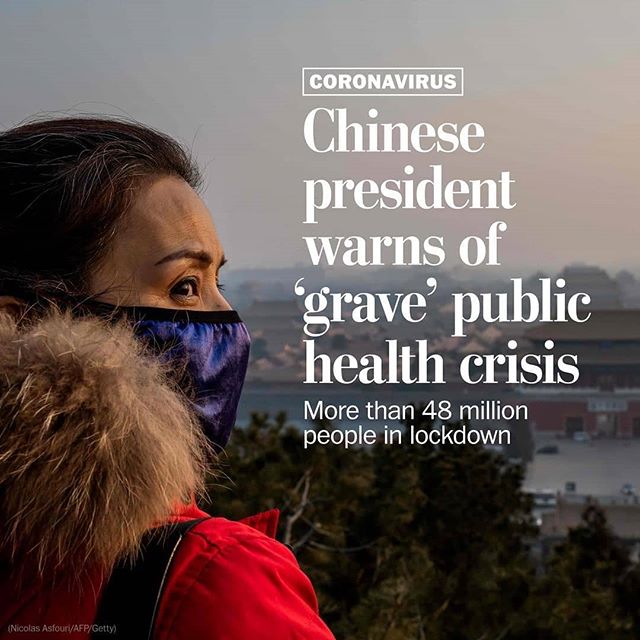 CORONAVIRUS
Chinese
president
warns of
‘grave’ public
health crisis
More than 48 million
people in lockdown
(Nicolas Asfouri/AFP/Getty)